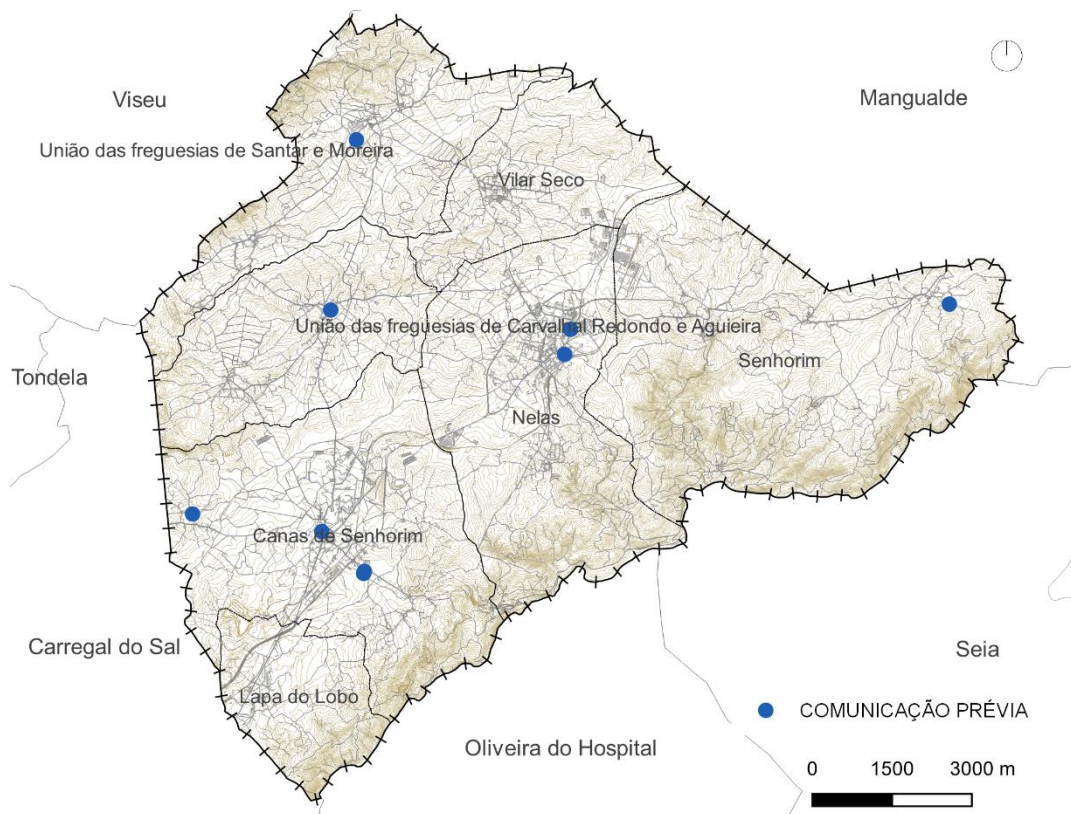 Viseu
Mangualde
União das freguesias de Santar e Moreira
Vilar Seco
União das freguesias de Carvalhal Redondo e Aguieira
Senhorim
Tondela
Nelas
Canas de Senhorim
Carregal do Sal
Seia
Lapa do Lobo
COMUNICAÇÃO PRÉVIA
Oliveira do Hospital
0 1500 3000 m